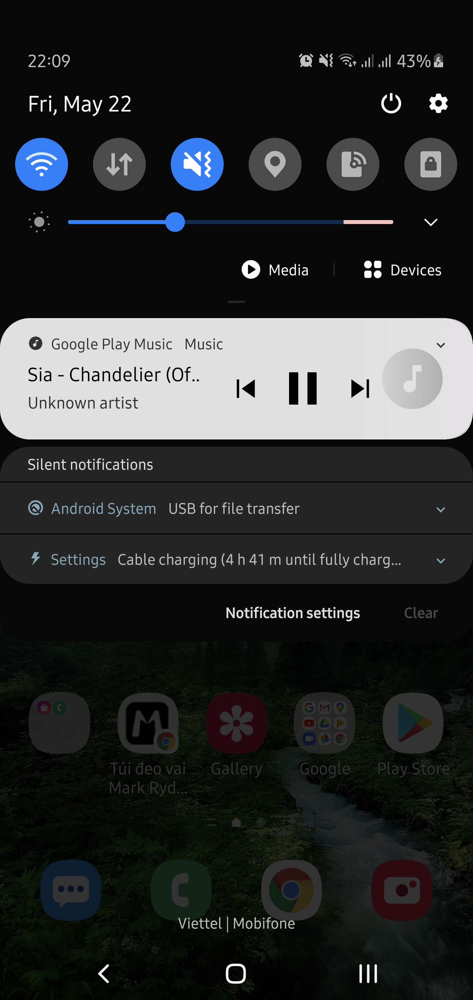 22:09 43%
Fri, May 22
Media Devices
Google Play Music Music
Sia - Chandelier (Of..
Unknown artist
Silent notifications
Android System USB for file transfer
Settings Cable charging (4 h 41 m until fully charg...
Notification settings Clear
Túi đeo vai Gallery Google Play Store
Mark Ryd...
Viettel | Mobifone